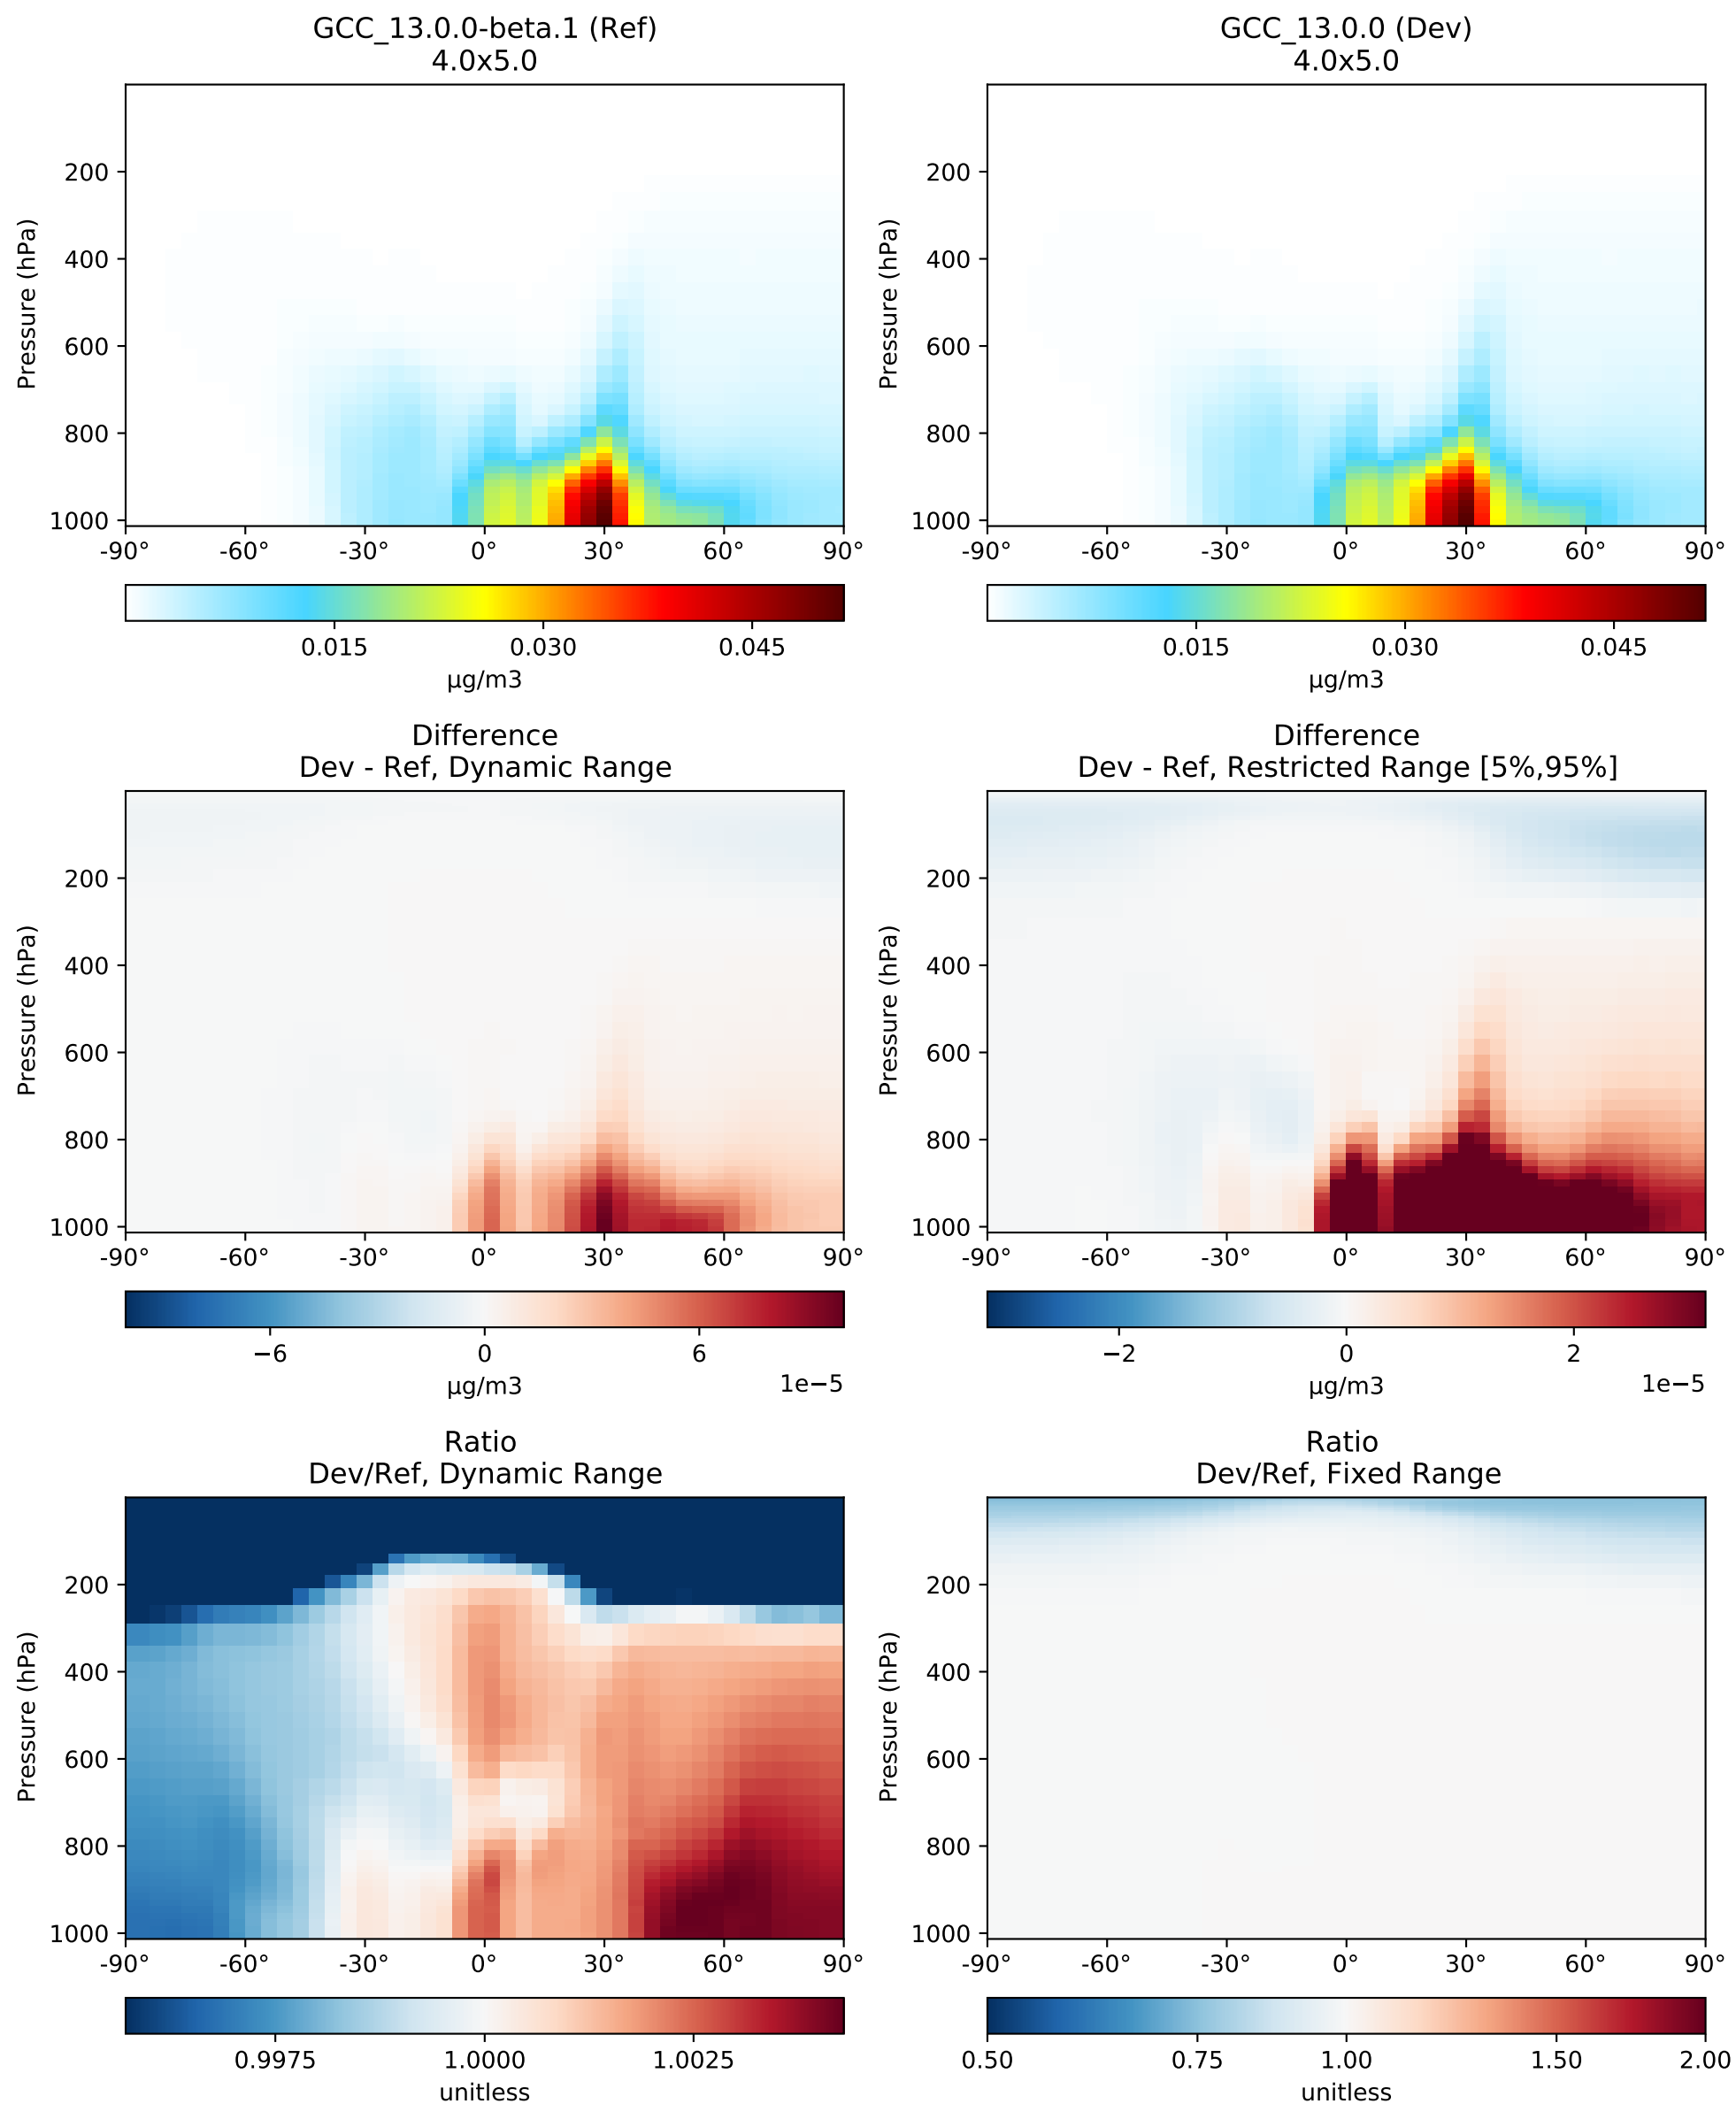 GCC_13.0.0-beta.1 (Ref)
4.0x5.0
Pressure (hPa)
200
400
600
800
1000
-90° -60° -30° 0° 30° 60° 90°
0.015 0.030 0.045
μg/m3
GCC_13.0.0 (Dev)
4.0x5.0
Pressure (hPa)
200
400
600
800
1000
-90° -60° -30° 0° 30° 60° 90°
0.015 0.030 0.045
μg/m3
Difference
Dev - Ref, Dynamic Range
Pressure (hPa)
200
400
600
800
1000
-90° -60° -30° 0° 30° 60° 90°
−6 0 6
1e−5
μg/m3
Difference
Dev - Ref, Restricted Range [5%,95%]
Pressure (hPa)
200
400
600
800
1000
-90° -60° -30° 0° 30° 60° 90°
−2 0 2
1e−5
μg/m3
Ratio
Dev/Ref, Dynamic Range
Pressure (hPa)
200
400
600
800
1000
-90° -60° -30° 0° 30° 60° 90°
0.9975 1.0000 1.0025
unitless
Ratio
Dev/Ref, Fixed Range
Pressure (hPa)
200
400
600
800
1000
-90° -60° -30° 0° 30° 60° 90°
0.50 0.75 1.00 1.50 2.00
unitless